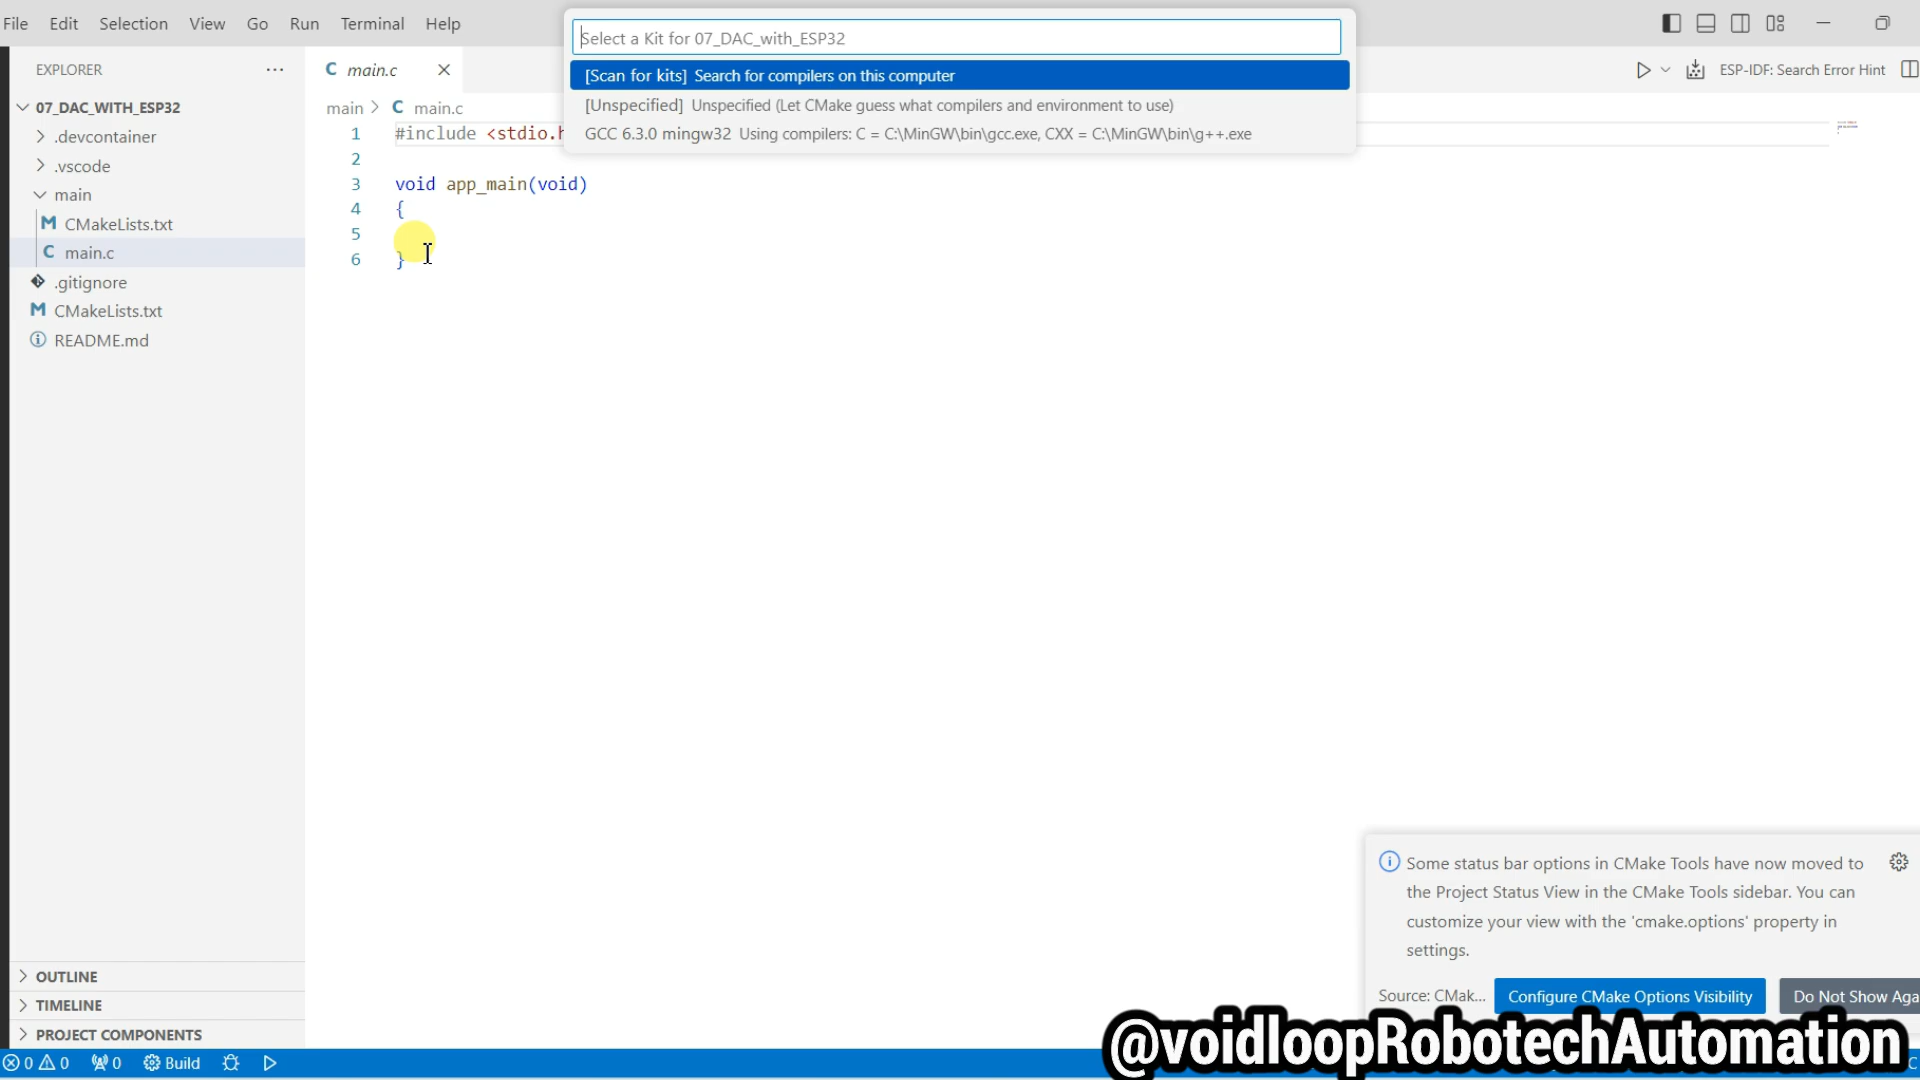 File Edit Selection View Go Run Terminal Help
Select a Kit for 07_DAC_with_ESP32
[Scan for kits] Search for compilers on this computer
[Unspecified] Unspecified (Let CMake guess what compilers and environment to use)
GCC 6.3.0 mingw32 Using compilers: C = C:\MinGW\bin\gcc.exe, CXX = C:\MinGW\bin\g++.exe
EXPLORER
07_DAC_WITH_ESP32
.devcontainer
.vscode
main
M CMakeLists.txt
C main.c
.gitignore
M CMakeLists.txt
README.md
OUTLINE
TIMELINE
PROJECT COMPONENTS
C main.c
ESP-IDF: Search Error Hint
main > C main.c
1 #include <stdio.h
2
3 void app_main(void)
4 {
5
6 }
Some status bar options in CMake Tools have now moved to
the Project Status View in the CMake Tools sidebar. You can
customize your view with the 'cmake.options' property in
settings.
Source: CMak... Configure CMake Options Visibility Do Not Show Aga
0 0 0 Build
@voidloopRobotechAutomation